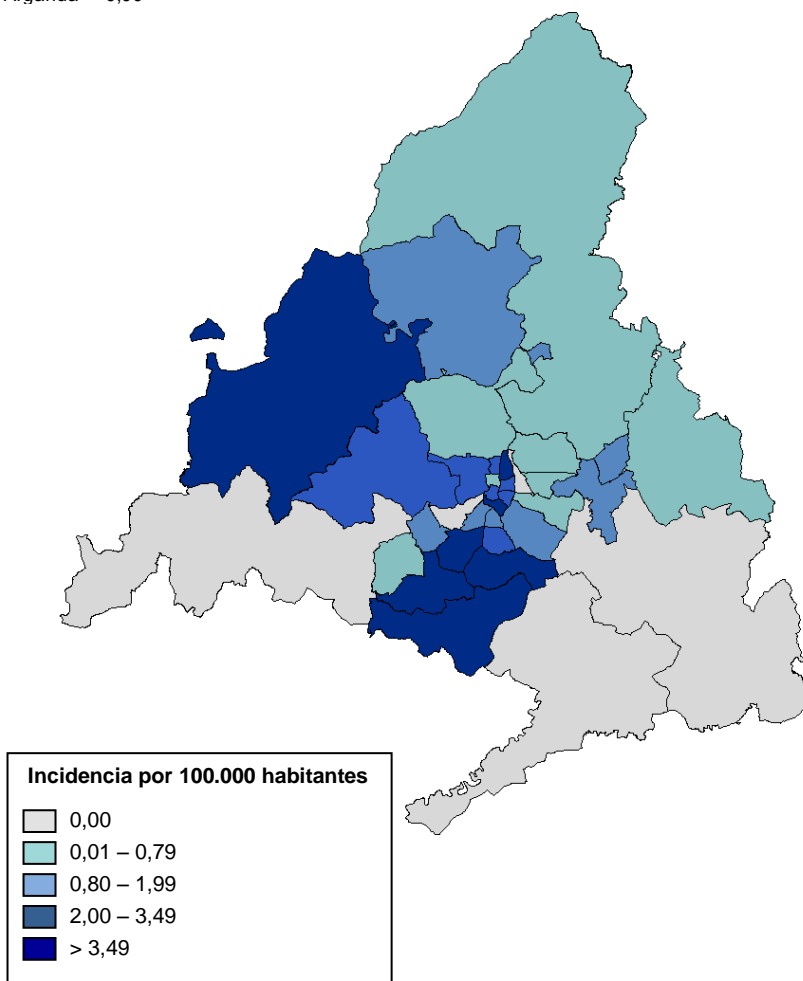 Incidencia por 100.000 habitantes
0,00
0,01 – 0,79
0,80 – 1,99
2,00 – 3,49
> 3,49